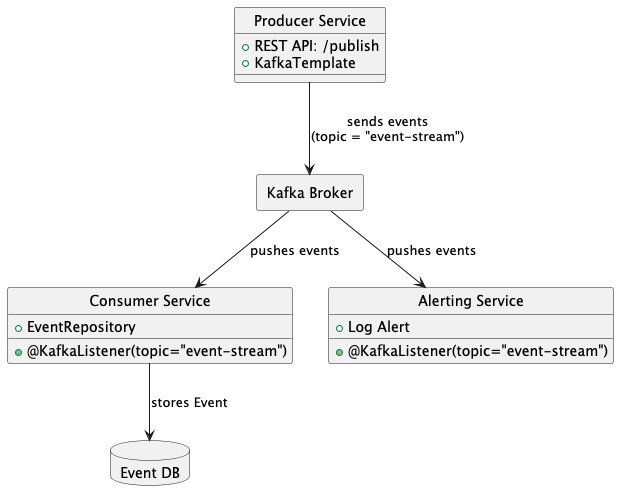 Producer Service
REST API: /publish
KafkaTemplate
sends events
(topic = "event-stream")
Kafka Broker
pushes events
pushes events
Consumer Service
EventRepository
@KafkaListener(topic="event-stream")
Alerting Service
Log Alert
@KafkaListener(topic="event-stream")
stores Event
Event DB